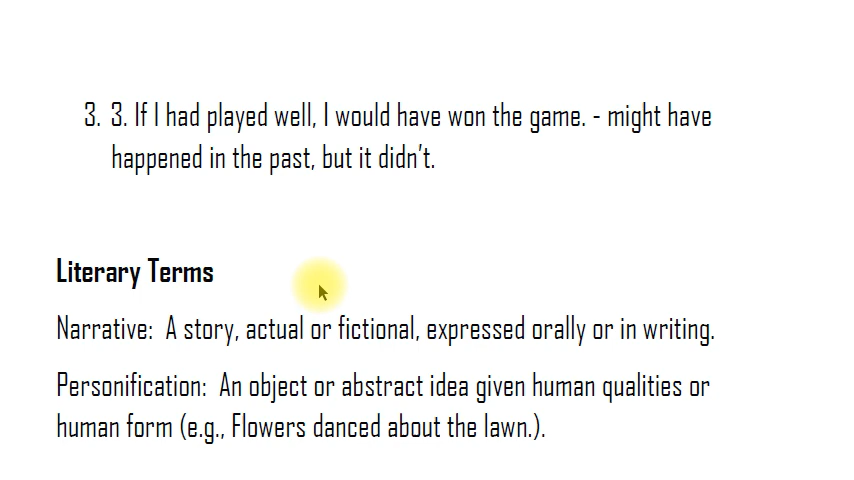 3. 3. If I had played well, I would have won the game. - might have
happened in the past, but it didn't.
Literary Terms
Narrative: A story, actual or fictional, expressed orally or in writing.
Personification: An object or abstract idea given human qualities or
human form (e.g., Flowers danced about the lawn.).